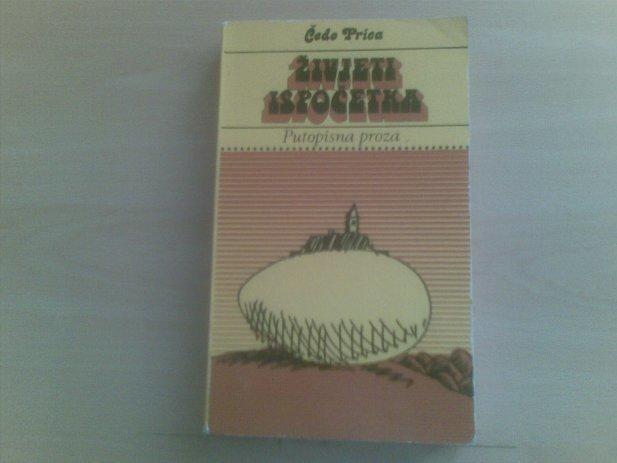 Čedo Prica
ŽIVJETI
ISPOČETKA
Putopisna proza